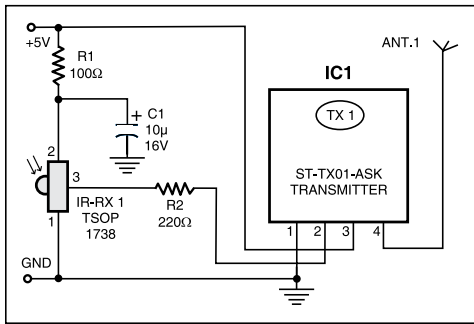 +5V
R1
100Ω
C1
10µ
16V
+
2
3
1
IR-RX 1
TSOP
1738
R2
220Ω
GND
IC1
TX 1
ST-TX01-ASK
TRANSMITTER
1 2 3 4
ANT.1